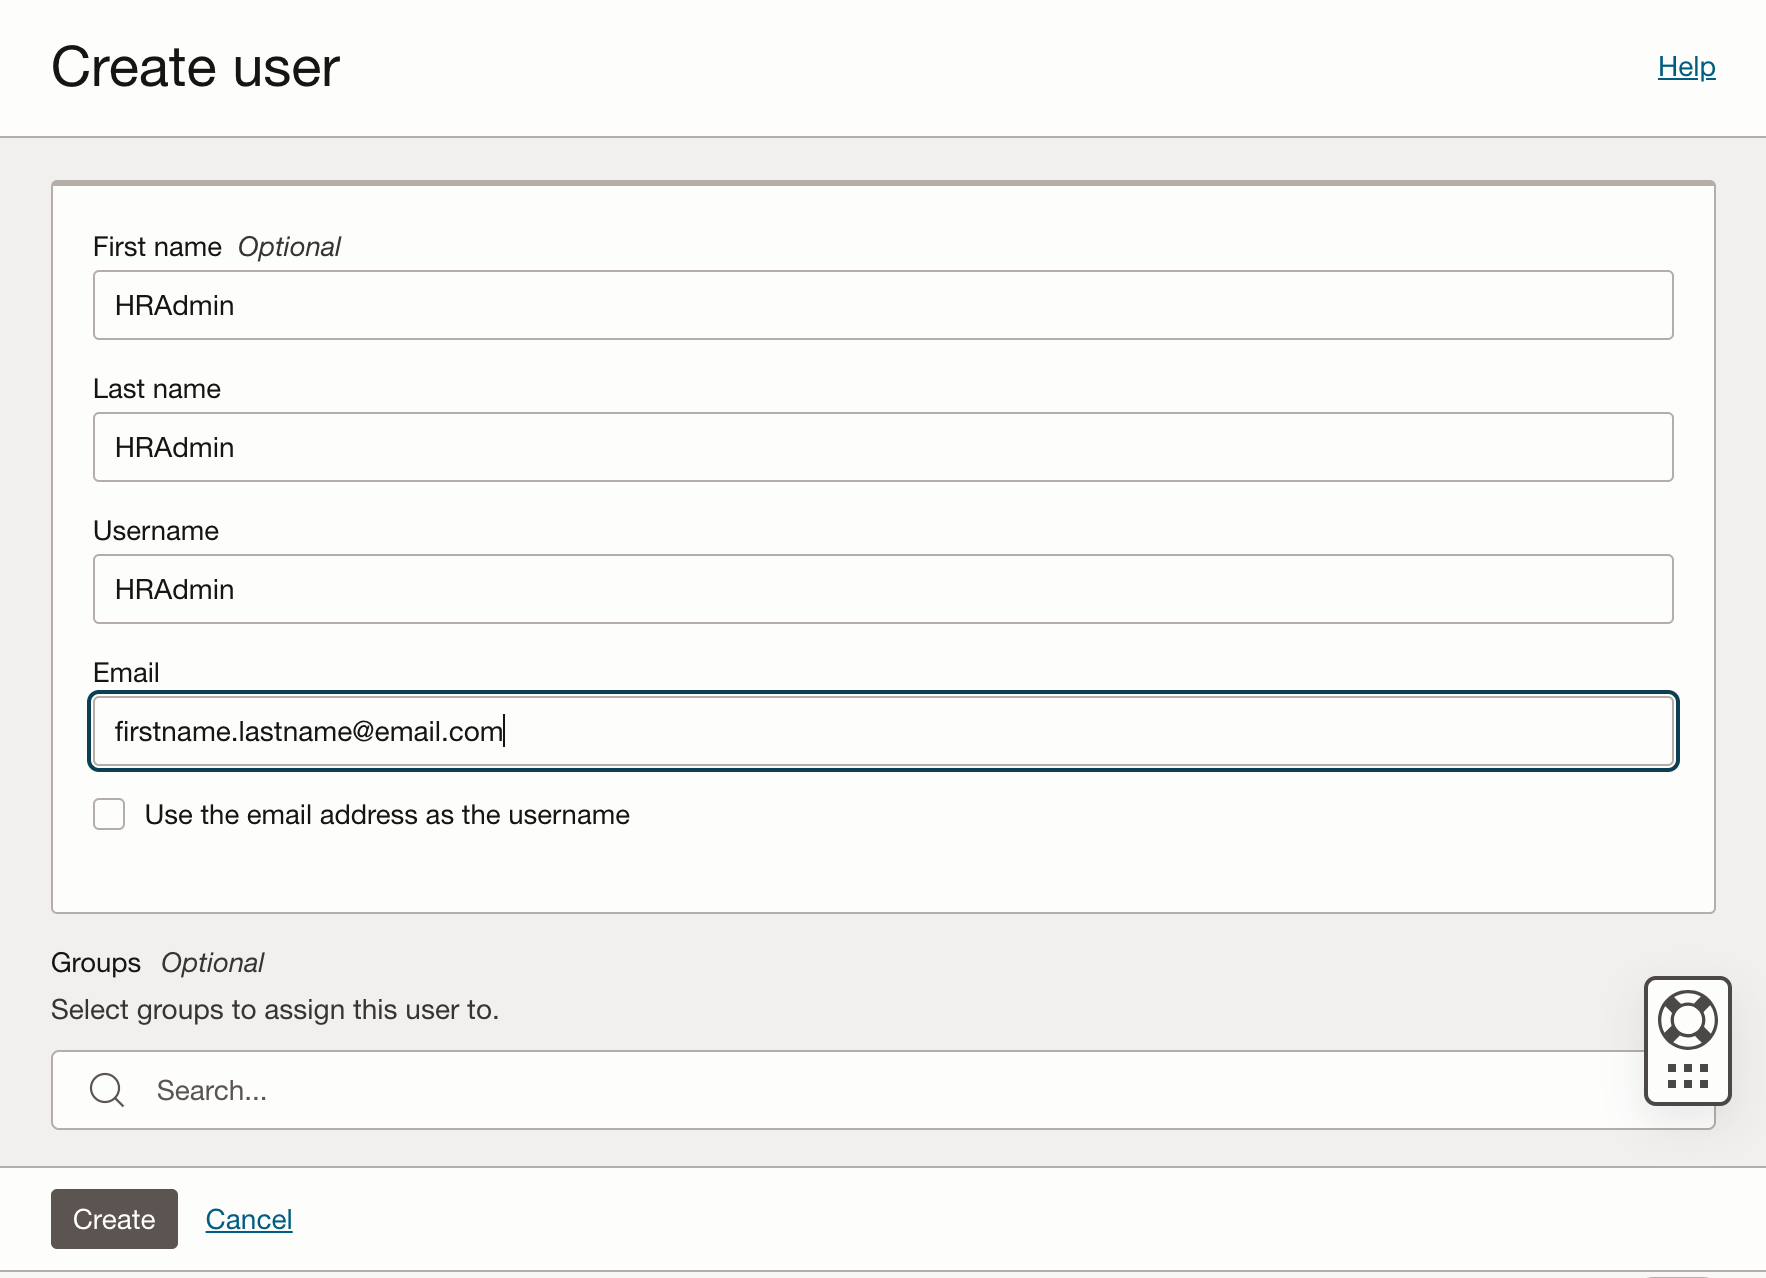 Create user
Help
First name Optional
HRAdmin
Last name
HRAdmin
Username
HRAdmin
Email
firstname.lastname@email.com
Use the email address as the username
Groups Optional
Select groups to assign this user to.
Search...
Create
Cancel